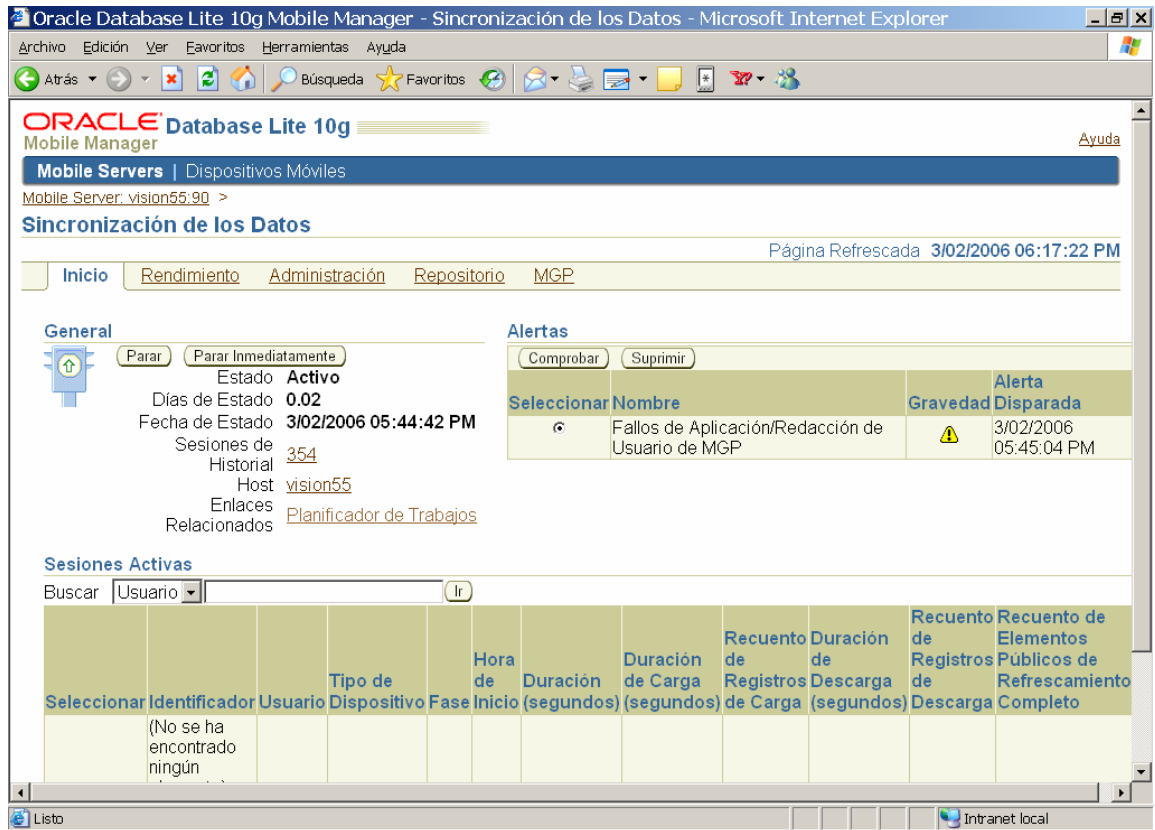 Oracle Database Lite 10g Mobile Manager - Sincronización de los Datos - Microsoft Internet Explorer
Archivo Edición Ver Favoritos Herramientas Ayuda
Atrás Búsqueda Favoritos
ORACLE Database Lite 10g
Mobile Manager
Ayuda
Mobile Servers | Dispositivos Móviles
Mobile Server: vision55:90 >
Sincronización de los Datos
Página Refrescada 3/02/2006 06:17:22 PM
Inicio Rendimiento Administración Repositorio MGP
General
Parar Parar Inmediatamente
Estado Activo
Días de Estado 0.02
Fecha de Estado 3/02/2006 05:44:42 PM
Sesiones de
Historial 354
Host vision55
Enlaces
Relacionados Planificador de Trabajos
Alertas
Comprobar Suprimir
Seleccionar Nombre Gravedad Alerta
Disparada
Fallos de Aplicación/Redacción de
Usuario de MGP
3/02/2006
05:45:04 PM
Sesiones Activas
Buscar Usuario Ir
Seleccionar
Identificador
Usuario
Tipo de
Dispositivo
Fase
Hora
de
Inicio
Duración
(segundos)
Duración
de Carga
(segundos)
Recuento
de
Registros
de Carga
Duración
de
Descarga
(segundos)
Recuento
de
Registros
de
Descarga
Recuento de
Elementos
Públicos de
Refrescamiento
Completo
(No se ha
encontrado
ningún
Listo
Intranet local